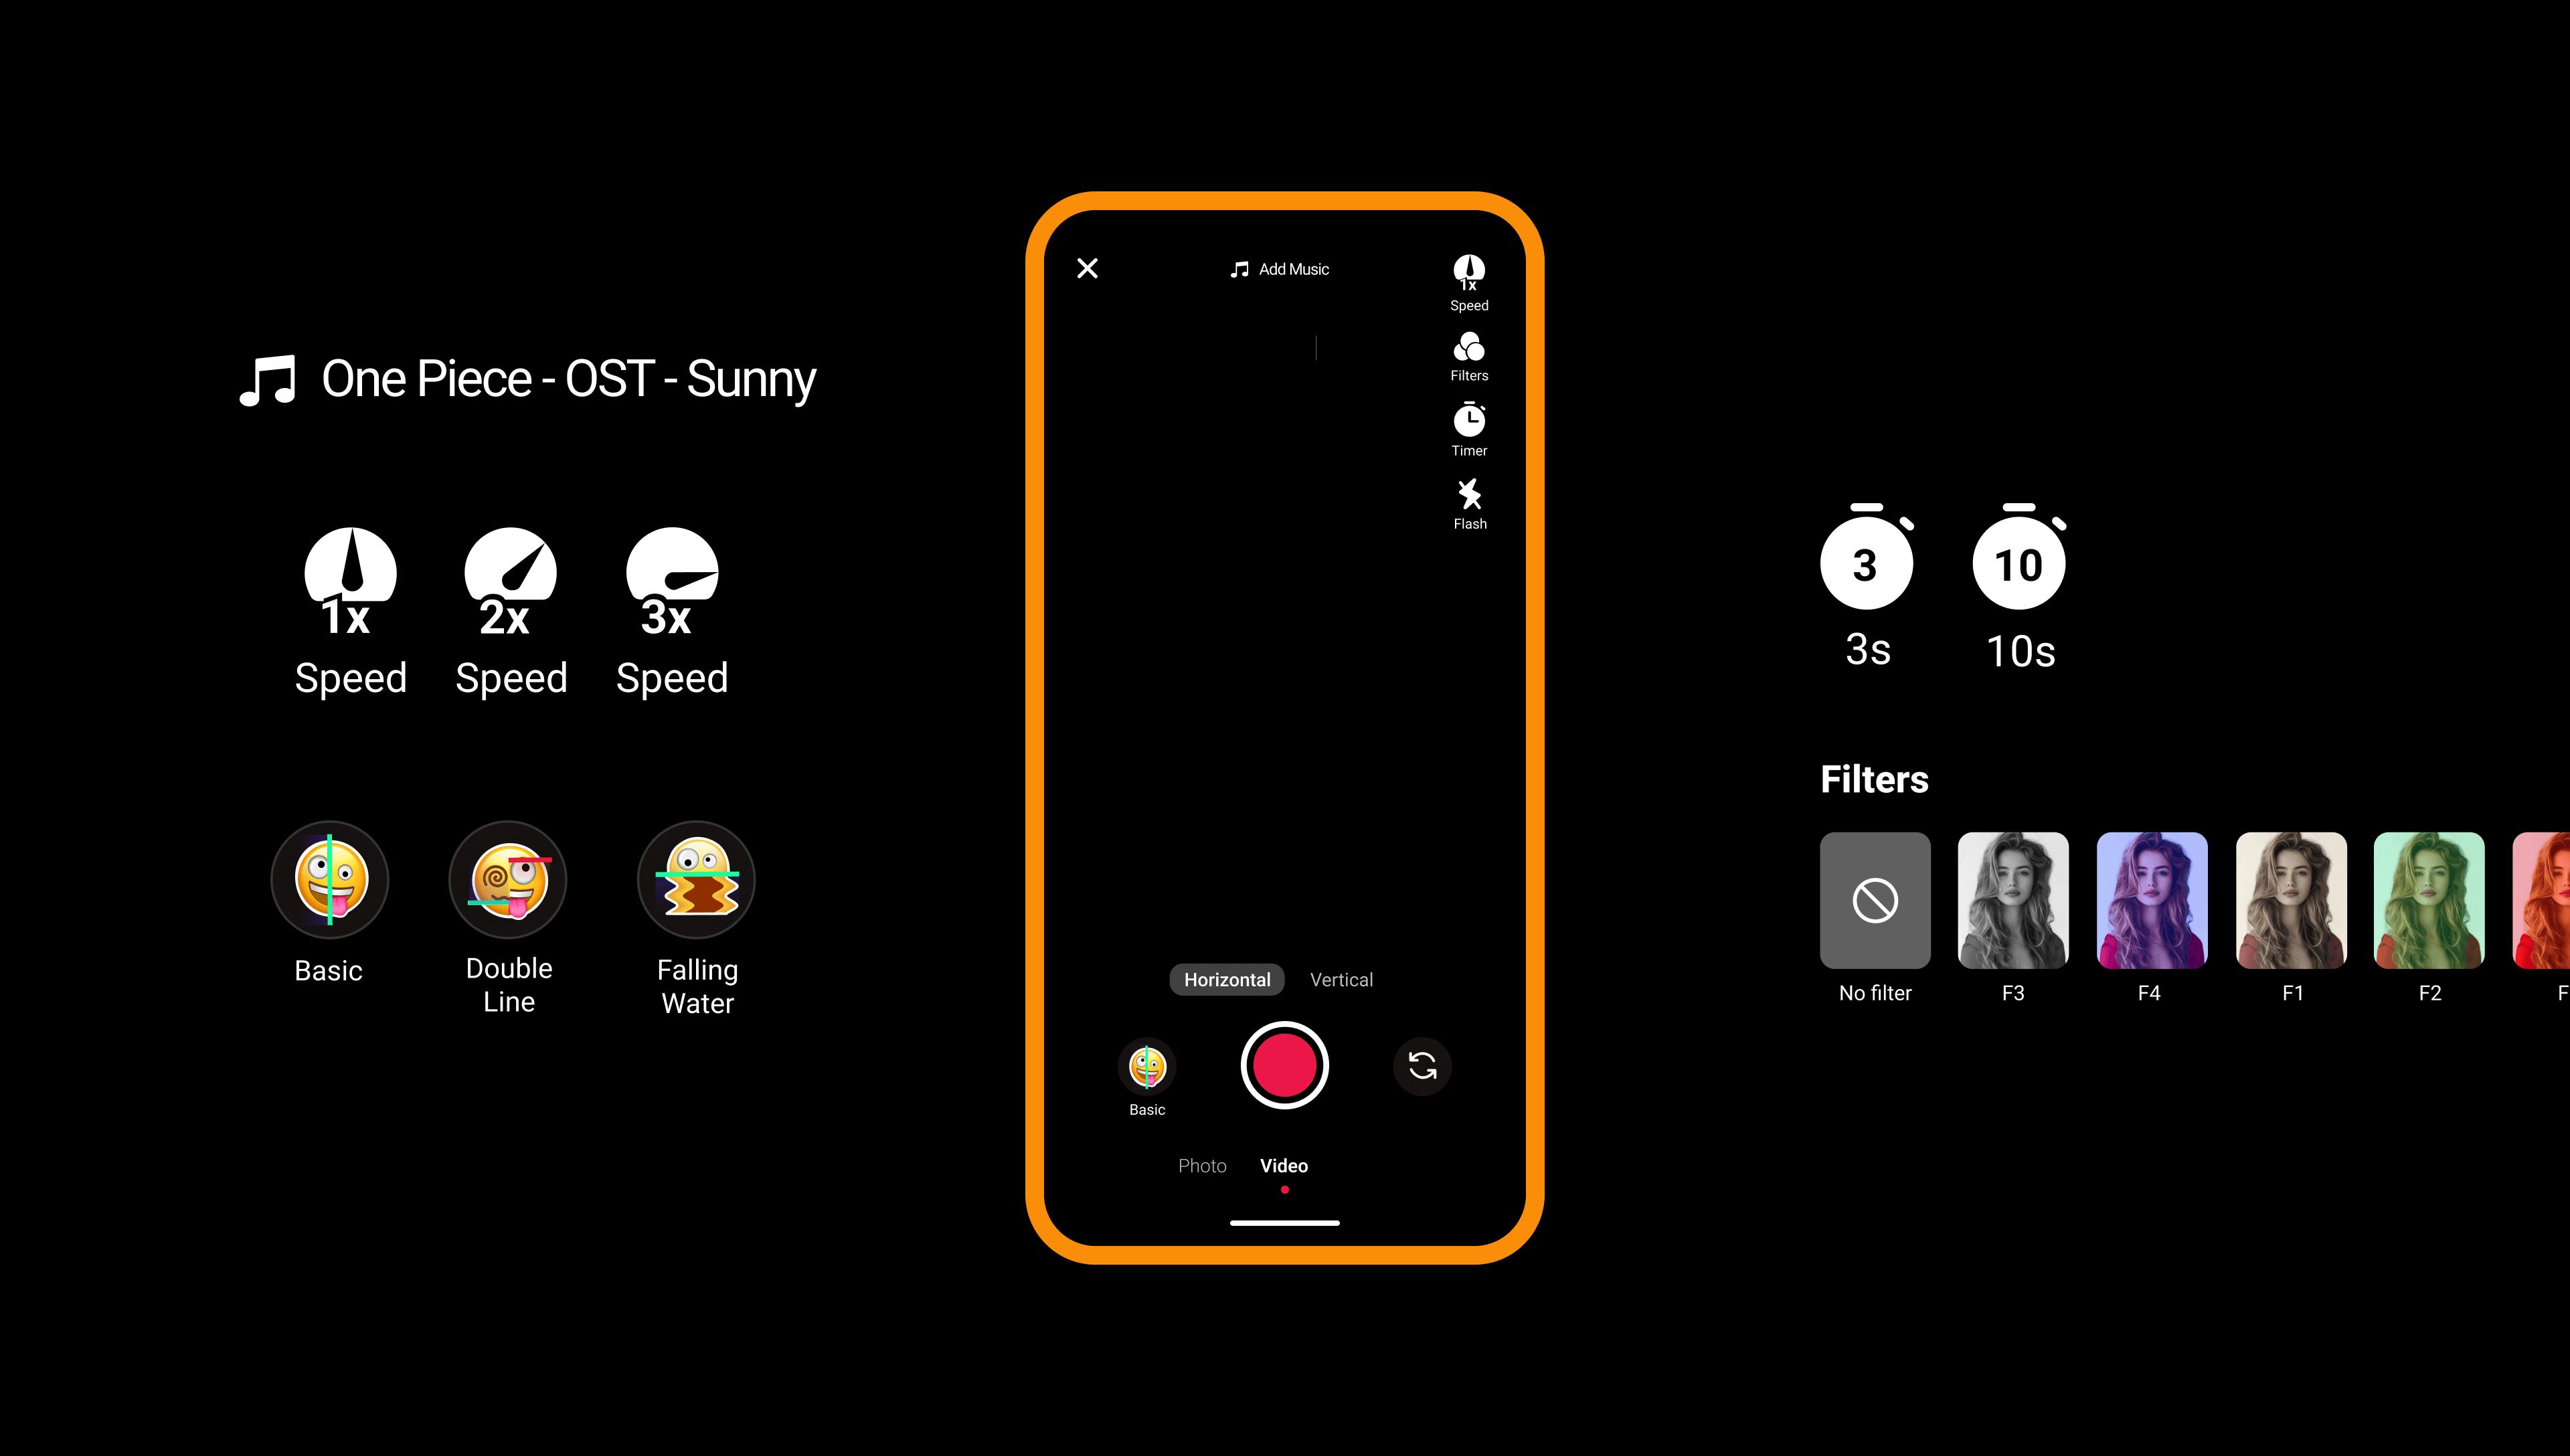 One Piece - OST - Sunny
1x
2x
3x
Speed
Speed
Speed
Basic
Double
Line
Falling
Water
Add Music
1x
Speed
Filters
Timer
Flash
Horizontal
Vertical
Basic
Photo
Video
3
10
3s
10s
Filters
No filter
F3
F4
F1
F2